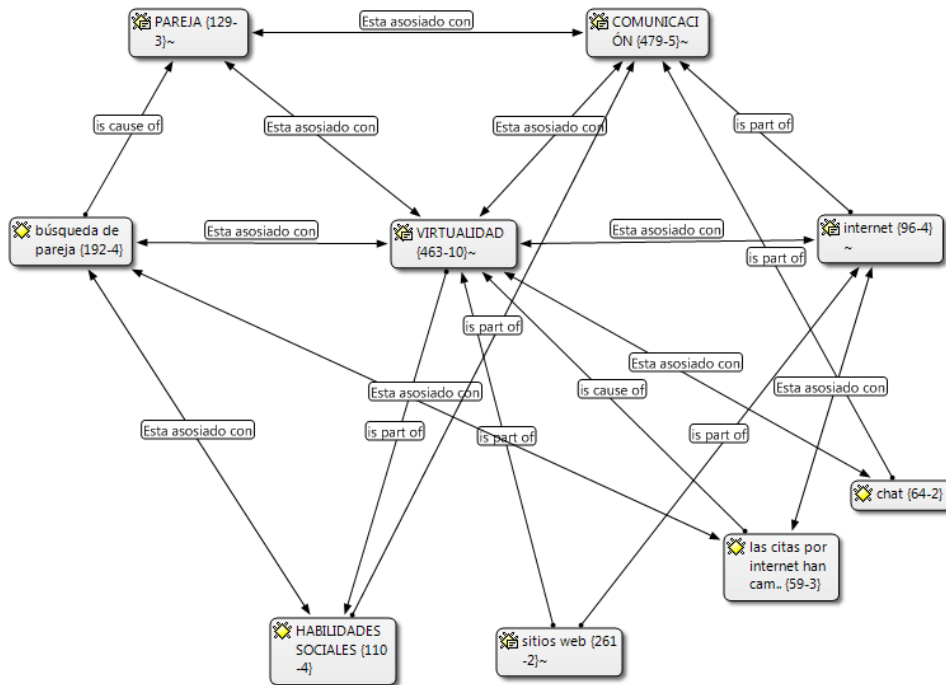 PAREJA {129-
3}~
Esta asosiado con
COMUNICACI
ÓN {479-5}~
is cause of
Esta asosiado con
Esta asosiado con
is part of
búsqueda de
pareja {192-4}
Esta asosiado con
VIRTUALIDAD
{463-10}~
Esta asosiado con
internet {96-4}
~
is part of
is part of
Esta asosiado con
Esta asosiado con
is cause of
Esta asosiado con
Esta asosiado con
is part of
is part of
is part of
chat {64-2}
las citas por
internet han
cam.. {59-3}
HABILIDADES
SOCIALES {110
-4}
sitios web {261
-2}~